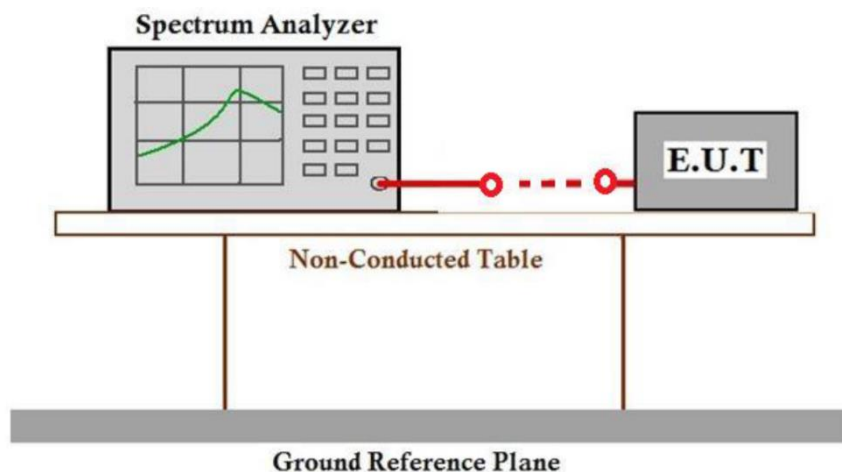 Spectrum Analyzer
E.U.T
Non-Conducted Table
Ground Reference Plane